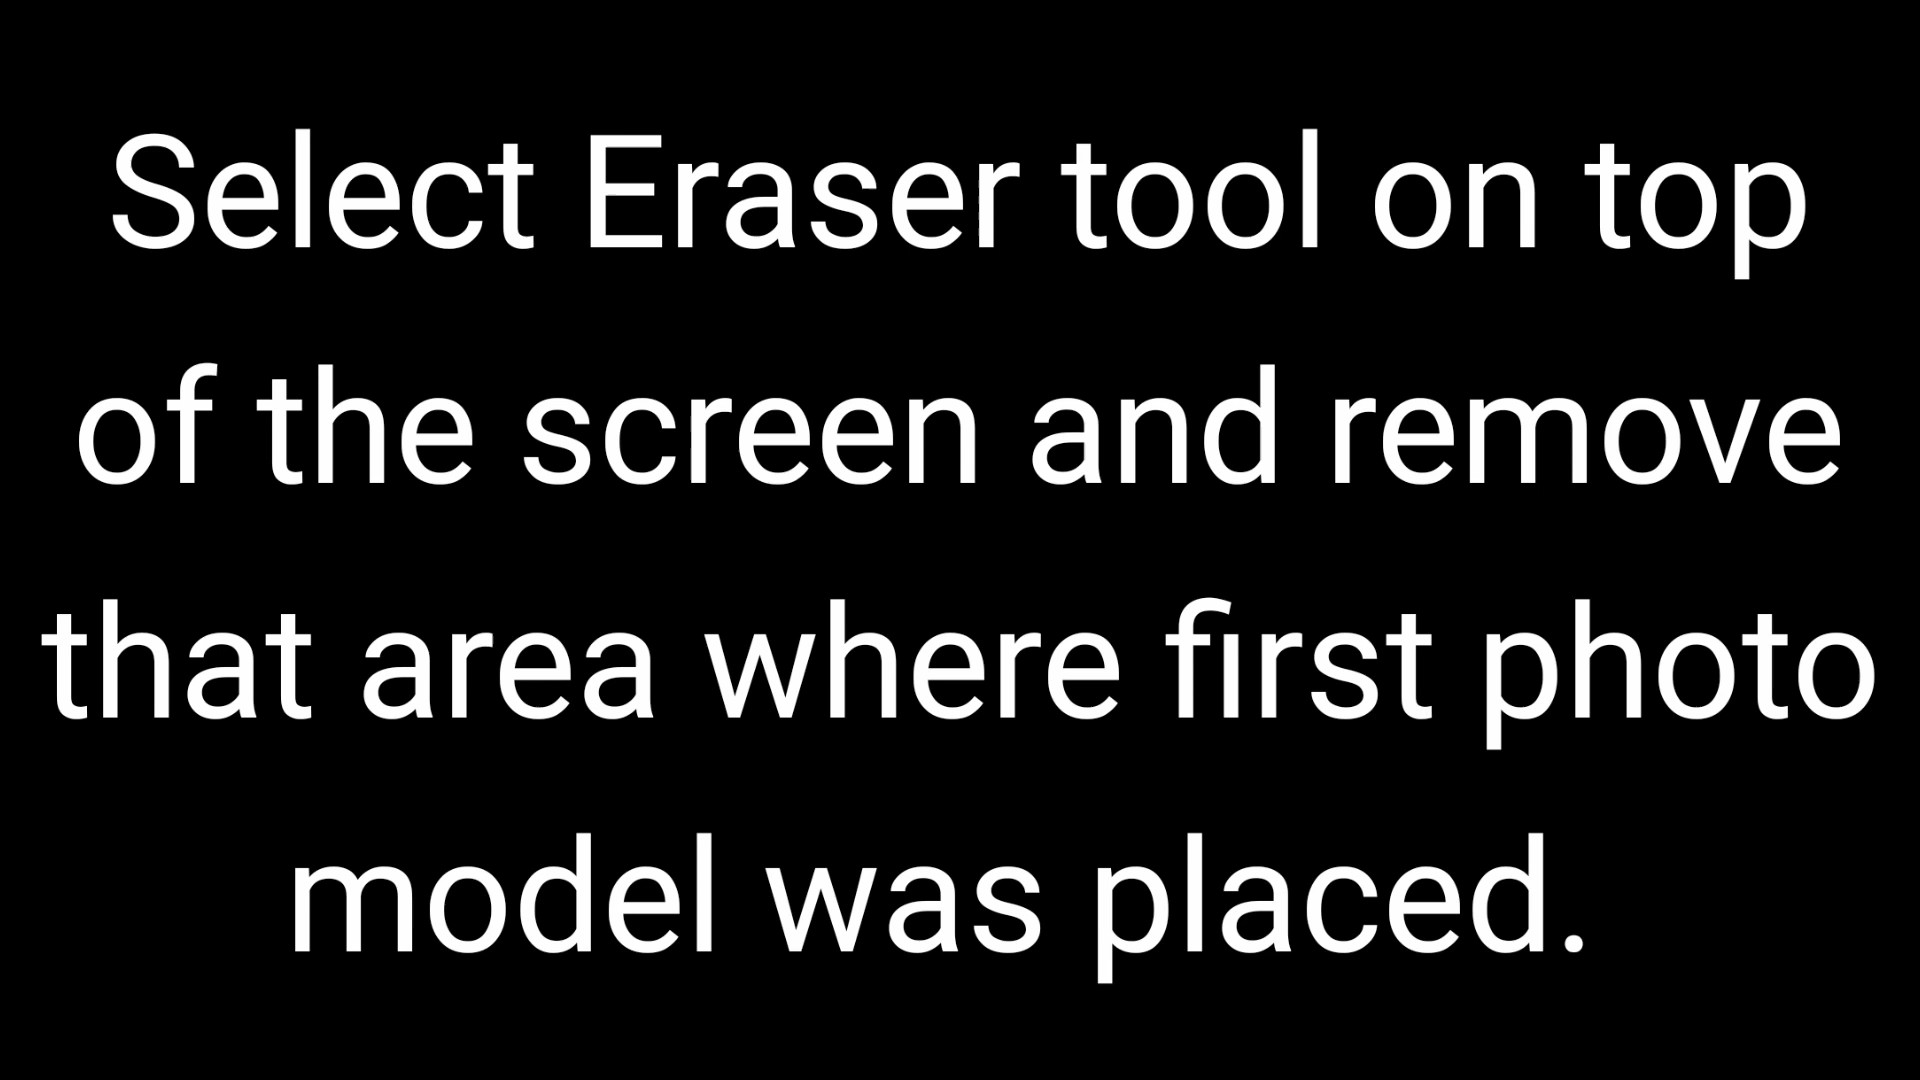 Select Eraser tool on top
of the screen and remove
that area where first photo
model was placed.